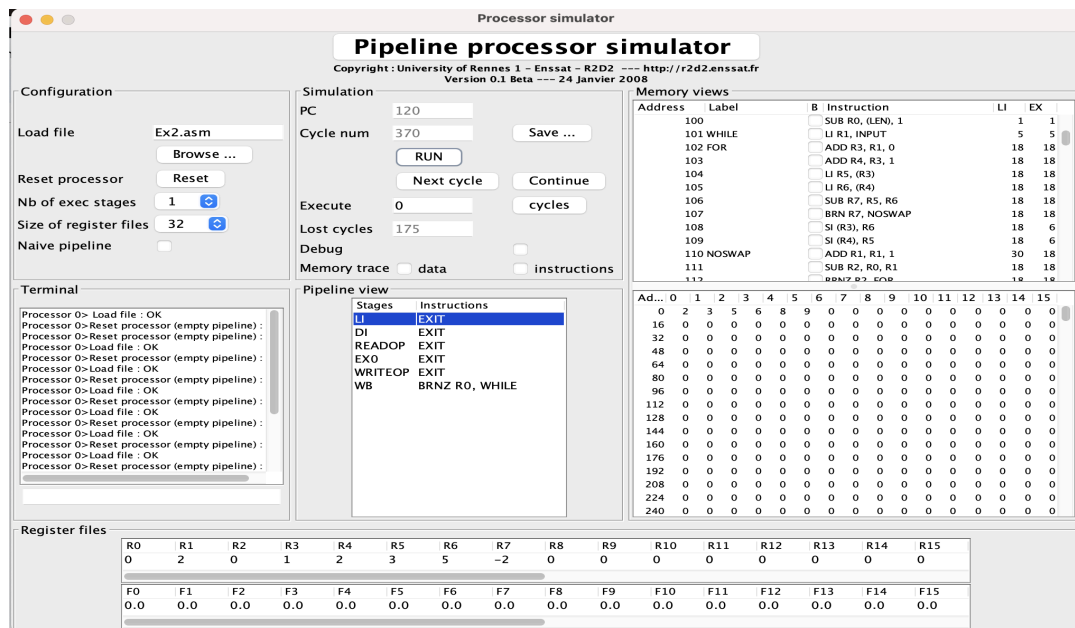 Processor simulator
Pipeline processor simulator
Copyright : University of Rennes 1 – Enssat – R2D2 --- http://r2d2.enssat.fr
Version 0.1 Beta --- 24 Janvier 2008
Configuration
Load file Ex2.asm
Browse ...
Reset processor Reset
Nb of exec stages 1
Size of register files 32
Naive pipeline
Simulation
PC 120
Cycle num 370 Save ...
RUN
Next cycle Continue
Execute 0 cycles
Lost cycles 175
Debug
Memory trace data instructions
Memory views
Address Label B Instruction LI EX
100 SUB R0, (LEN), 1 1 1
101 WHILE LI R1, INPUT 5 5
102 FOR ADD R3, R1, 0 18 18
103 ADD R4, R3, 1 18 18
104 LI R5, (R3) 18 18
105 LI R6, (R4) 18 18
106 SUB R7, R5, R6 18 18
107 BRN R7, NOSWAP 18 18
108 SI (R3), R6 18 6
109 SI (R4), R5 18 6
110 NOSWAP ADD R1, R1, 1 30 18
111 SUB R2, R0, R1 18 18
112 BRNZ R2, FOR 18 18
Terminal
Processor 0> Load file : OK
Processor 0>Reset processor (empty pipeline) :
Processor 0>Reset processor (empty pipeline) :
Processor 0>Load file : OK
Processor 0>Reset processor (empty pipeline) :
Processor 0>Load file : OK
Processor 0>Reset processor (empty pipeline) :
Processor 0>Load file : OK
Processor 0>Reset processor (empty pipeline) :
Processor 0>Load file : OK
Processor 0>Reset processor (empty pipeline) :
Processor 0>Load file : OK
Processor 0>Reset processor (empty pipeline) :
Processor 0>Load file : OK
Processor 0>Reset processor (empty pipeline) :
Pipeline view
Stages Instructions
LI EXIT
DI EXIT
READOP EXIT
EX0 EXIT
WRITEOP EXIT
WB BRNZ R0, WHILE
Ad... 0 1 2 3 4 5 6 7 8 9 10 11 12 13 14 15
0 2 3 5 6 8 9 0 0 0 0 0 0 0 0 0 0
16 0 0 0 0 0 0 0 0 0 0 0 0 0 0 0 0
32 0 0 0 0 0 0 0 0 0 0 0 0 0 0 0 0
48 0 0 0 0 0 0 0 0 0 0 0 0 0 0 0 0
64 0 0 0 0 0 0 0 0 0 0 0 0 0 0 0 0
80 0 0 0 0 0 0 0 0 0 0 0 0 0 0 0 0
96 0 0 0 0 0 0 0 0 0 0 0 0 0 0 0 0
112 0 0 0 0 0 0 0 0 0 0 0 0 0 0 0 0
128 0 0 0 0 0 0 0 0 0 0 0 0 0 0 0 0
144 0 0 0 0 0 0 0 0 0 0 0 0 0 0 0 0
160 0 0 0 0 0 0 0 0 0 0 0 0 0 0 0 0
176 0 0 0 0 0 0 0 0 0 0 0 0 0 0 0 0
192 0 0 0 0 0 0 0 0 0 0 0 0 0 0 0 0
208 0 0 0 0 0 0 0 0 0 0 0 0 0 0 0 0
224 0 0 0 0 0 0 0 0 0 0 0 0 0 0 0 0
240 0 0 0 0 0 0 0 0 0 0 0 0 0 0 0 0
Register files
R0 R1 R2 R3 R4 R5 R6 R7 R8 R9 R10 R11 R12 R13 R14 R15
0 2 0 1 2 3 5 -2 0 0 0 0 0 0 0 0
F0 F1 F2 F3 F4 F5 F6 F7 F8 F9 F10 F11 F12 F13 F14 F15
0.0 0.0 0.0 0.0 0.0 0.0 0.0 0.0 0.0 0.0 0.0 0.0 0.0 0.0 0.0 0.0